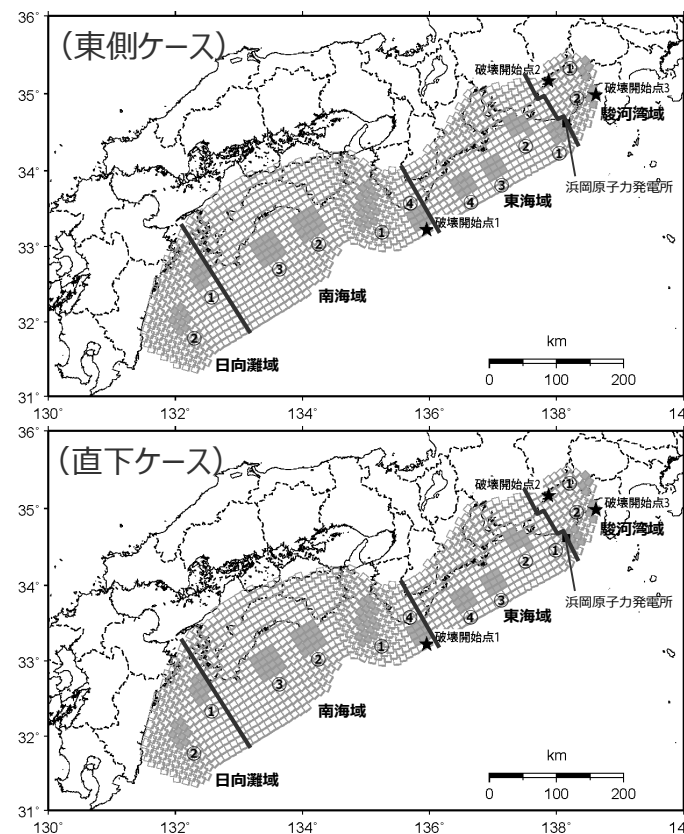 36°
(東側ケース)
破壊開始点2
①
35°
破壊開始点3
②
駿河湾域
②
①
34°
浜岡原子力発電所
③
④
④
東海域
破壊開始点1
33°
①
②
③
①
南海域
32°
②
日向灘域
km
0 100 200
31°
130° 132° 134° 136° 138° 14
(直下ケース)
破壊開始点2
①
35°
破壊開始点3
②
駿河湾域
②
①
34°
浜岡原子力発電所
③
④
④
東海域
破壊開始点1
33°
①
②
③
①
南海域
32°
②
日向灘域
km
0 100 200
31°
130° 132° 134° 136° 138° 14